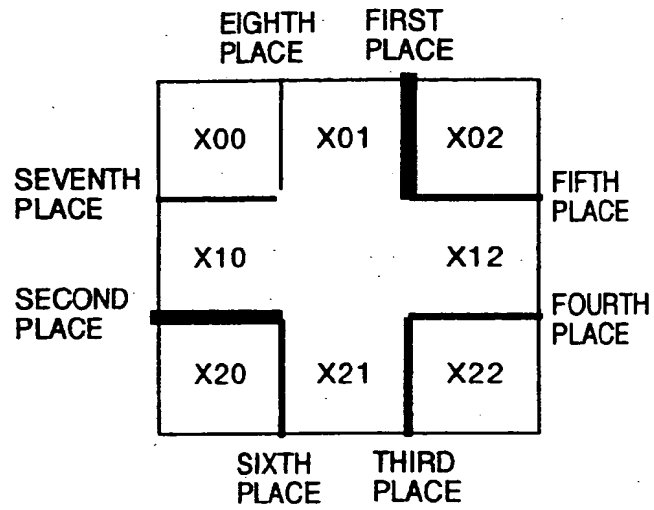 EIGHTH PLACE
FIRST PLACE
X00 X01 X02
SEVENTH PLACE
FIFTH PLACE
X10 X12
SECOND PLACE
FOURTH PLACE
X20 X21 X22
SIXTH PLACE
THIRD PLACE